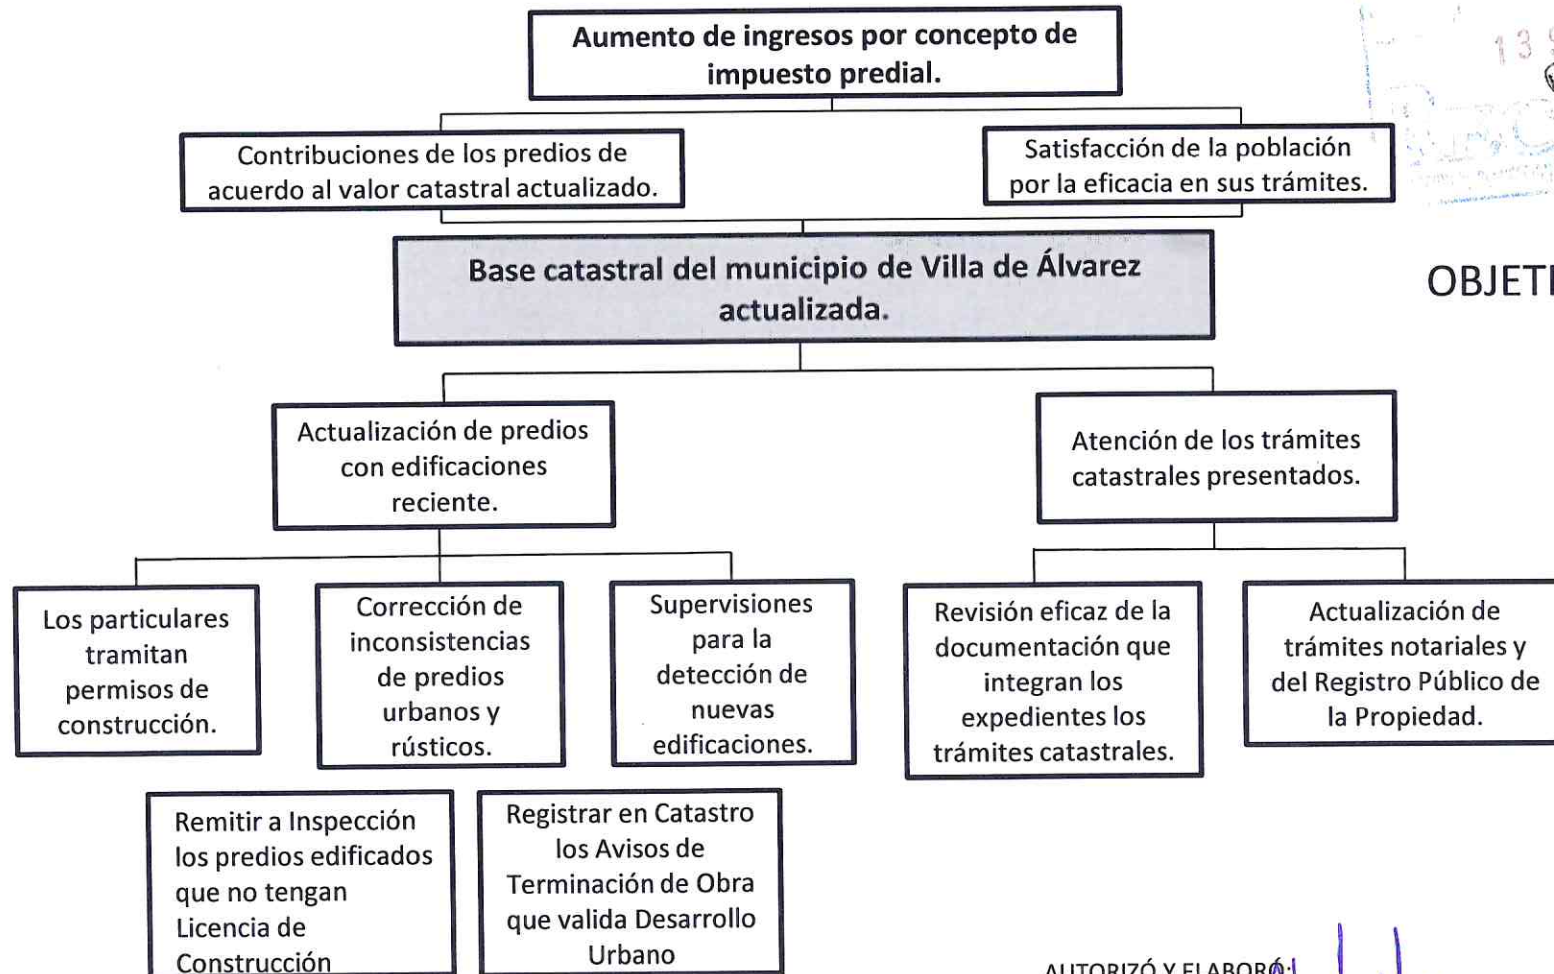 Aumento de ingresos por concepto de
impuesto predial.
13
Contribuciones de los predios de
acuerdo al valor catastral actualizado.
Satisfacción de la población
por la eficacia en sus trámites.
Base catastral del municipio de Villa de Álvarez
actualizada.
OBJETI
Actualización de predios
con edificaciones
reciente.
Atención de los trámites
catastrales presentados.
Los particulares
tramitan
permisos de
construcción.
Corrección de
inconsistencias
de predios
urbanos y
rústicos.
Supervisiones
para la
detección de
nuevas
edificaciones.
Revisión eficaz de la
documentación que
integran los
expedientes los
trámites catastrales.
Actualización de
trámites notariales y
del Registro Público de
la Propiedad.
Remitir a Inspección
los predios edificados
que no tengan
Licencia de
Construcción
Registrar en Catastro
los Avisos de
Terminación de Obra
que valida Desarrollo
Urbano
AUTORIZÓ Y ELABORÓ: